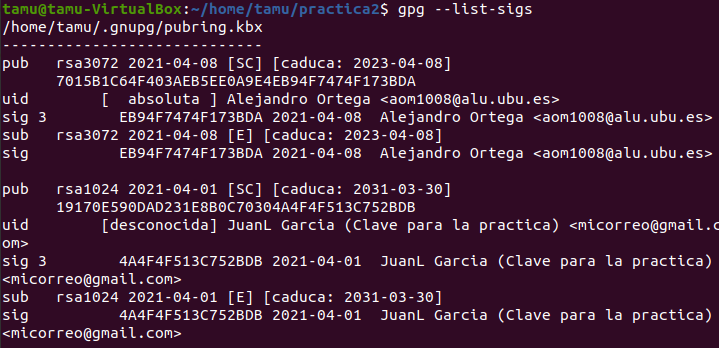 tamu@tamu-VirtualBox:~/home/tamu/practica2$ gpg --list-sigs
/home/tamu/.gnupg/pubring.kbx
-----------------------------
pub   rsa3072 2021-04-08 [SC] [caduca: 2023-04-08]
      7015B1C64F403AEB5EE0A9E4EB94F7474F173BDA
uid        [  absoluta ] Alejandro Ortega <aom1008@alu.ubu.es>
sig 3        EB94F7474F173BDA 2021-04-08  Alejandro Ortega <aom1008@alu.ubu.es>
sub   rsa3072 2021-04-08 [E] [caduca: 2023-04-08]
sig          EB94F7474F173BDA 2021-04-08  Alejandro Ortega <aom1008@alu.ubu.es>

pub   rsa1024 2021-04-01 [SC] [caduca: 2031-03-30]
      19170E590DAD231E8B0C70304A4F4F513C752BDB
uid        [desconocida] JuanL Garcia (Clave para la practica) <micorreo@gmail.c
om>
sig 3        4A4F4F513C752BDB 2021-04-01  JuanL Garcia (Clave para la practica)
<micorreo@gmail.com>
sub   rsa1024 2021-04-01 [E] [caduca: 2031-03-30]
sig          4A4F4F513C752BDB 2021-04-01  JuanL Garcia (Clave para la practica)
<micorreo@gmail.com>